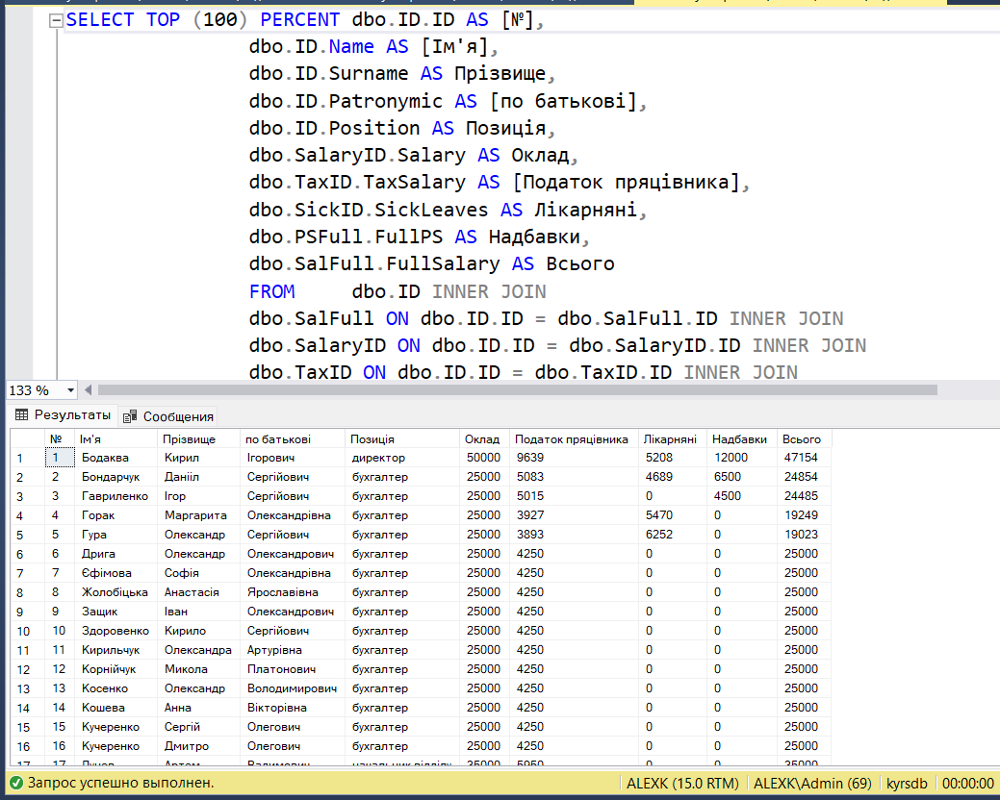 SELECT TOP (100) PERCENT dbo.ID.ID AS [№],
dbo.ID.Name AS [Ім'я],
dbo.ID.Surname AS Прізвище,
dbo.ID.Patronymic AS [по батькові],
dbo.ID.Position AS Позиція,
dbo.SalaryID.Salary AS Оклад,
dbo.TaxID.TaxSalary AS [Податок пряцівника],
dbo.SickID.SickLeaves AS Лікарняні,
dbo.PSFull.FullPS AS Надбавки,
dbo.SalFull.FullSalary AS Всього
FROM dbo.ID INNER JOIN
dbo.SalFull ON dbo.ID.ID = dbo.SalFull.ID INNER JOIN
dbo.SalaryID ON dbo.ID.ID = dbo.SalaryID.ID INNER JOIN
dbo.TaxID ON dbo.ID.ID = dbo.TaxID.ID INNER JOIN
133 %
Результаты Сообщения
№ Ім'я Прізвище по батькові Позиція Оклад Податок пряцівника Лікарняні Надбавки Всього
1 1 Бодаква Кирил Ігорович директор 50000 9639 5208 12000 47154
2 2 Бондарчук Данііл Сергійович бухгалтер 25000 5083 4689 6500 24854
3 3 Гавриленко Ігор Сергійович бухгалтер 25000 5015 0 4500 24485
4 4 Горак Маргарита Олександрівна бухгалтер 25000 3927 5470 0 19249
5 5 Гура Олександр Сергійович бухгалтер 25000 3893 6252 0 19023
6 6 Дрига Олександр Олександрович бухгалтер 25000 4250 0 0 25000
7 7 Єфімова Софія Олександрівна бухгалтер 25000 4250 0 0 25000
8 8 Жолобіцька Анастасія Ярославівна бухгалтер 25000 4250 0 0 25000
9 9 Защик Іван Олександрович бухгалтер 25000 4250 0 0 25000
10 10 Здоровенко Кирило Сергійович бухгалтер 25000 4250 0 0 25000
11 11 Кирильчук Олександра Артурівна бухгалтер 25000 4250 0 0 25000
12 12 Корнійчук Микола Платонович бухгалтер 25000 4250 0 0 25000
13 13 Косенко Олександр Володимирович бухгалтер 25000 4250 0 0 25000
14 14 Кошева Анна Вікторівна бухгалтер 25000 4250 0 0 25000
15 15 Кучеренко Сергій Олегович бухгалтер 25000 4250 0 0 25000
16 16 Кучеренко Дмитро Олегович бухгалтер 25000 4250 0 0 25000
17 17 Артем Вадимович начальник відділу 35000 5950 0 0 35000
Запрос успешно выполнен. ALEXK (15.0 RTM) ALEXK\Admin (69) kyrsdb 00:00:00